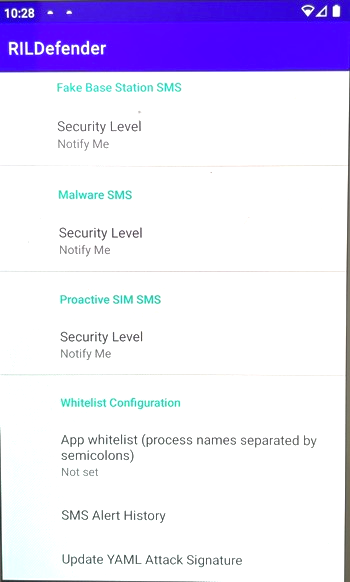 10:28
RILDefender
Fake Base Station SMS
Security Level
Notify Me
Malware SMS
Security Level
Notify Me
Proactive SIM SMS
Security Level
Notify Me
Whitelist Configuration
App whitelist (process names separated by
semicolons)
Not set
SMS Alert History
Update YAML Attack Signature